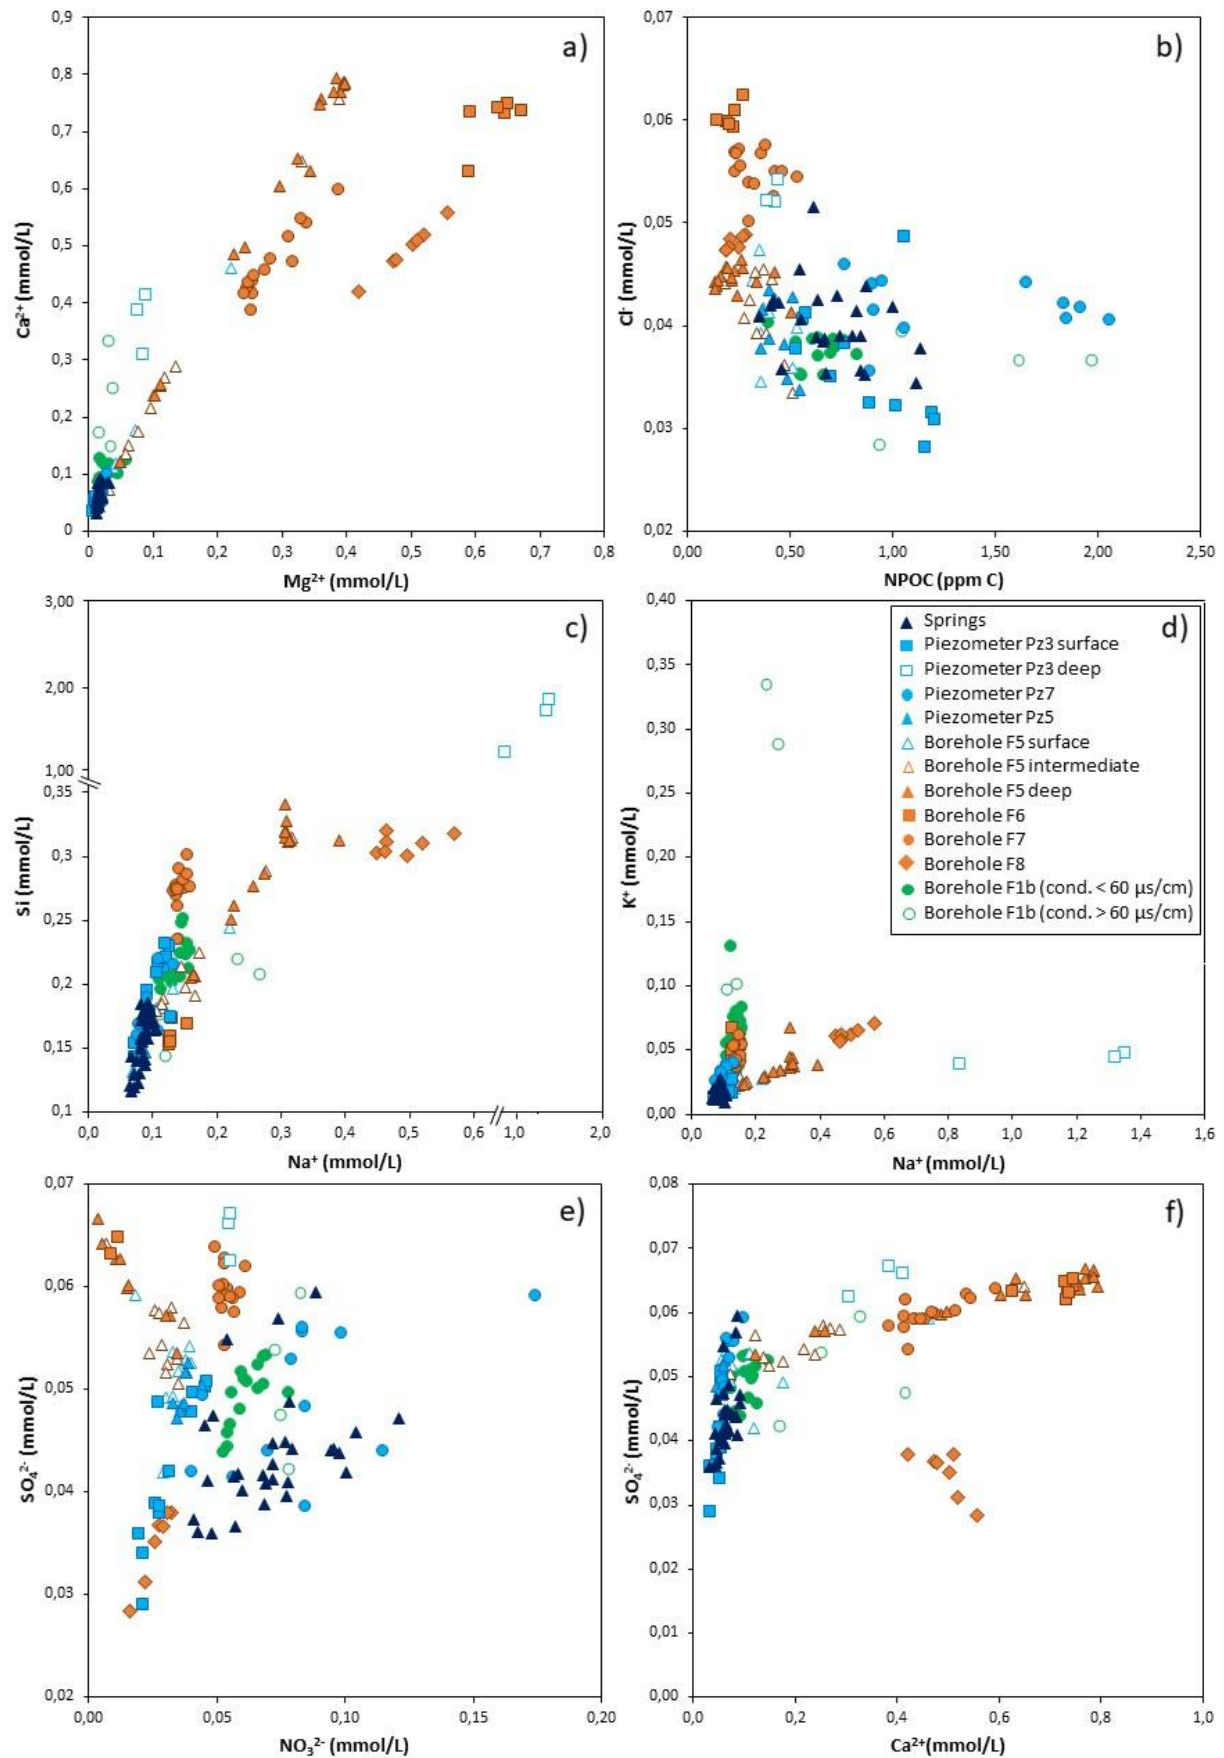 a)
0,9
0,8
0,7
0,6
0,5
0,4
0,3
0,2
0,1
0
Ca²⁺ (mmol/L)
0 0,1 0,2 0,3 0,4 0,5 0,6 0,7 0,8
Mg²⁺ (mmol/L)
b)
0,07
0,06
0,05
0,04
0,03
0,02
Cl⁻ (mmol/L)
0,00 0,50 1,00 1,50 2,00 2,50
NPOC (ppm C)
c)
3,00
2,00
1,00
0,35
0,3
0,25
0,2
0,15
0,1
Si (mmol/L)
0,0 0,1 0,2 0,3 0,4 0,5 0,6 1,0 2,0
Na⁺ (mmol/L)
d)
0,40
0,35
0,30
0,25
0,20
0,15
0,10
0,05
0,00
K⁺ (mmol/L)
Springs
Piezometer Pz3 surface
Piezometer Pz3 deep
Piezometer Pz7
Piezometer Pz5
Borehole F5 surface
Borehole F5 intermediate
Borehole F5 deep
Borehole F6
Borehole F7
Borehole F8
Borehole F1b (cond. < 60 µs/cm)
Borehole F1b (cond. > 60 µs/cm)
0,0 0,2 0,4 0,6 0,8 1,0 1,2 1,4 1,6
Na⁺ (mmol/L)
e)
0,07
0,06
0,05
0,04
0,03
0,02
SO₄²⁻ (mmol/L)
0,00 0,05 0,10 0,15 0,20
NO₃²⁻ (mmol/L)
f)
0,08
0,07
0,06
0,05
0,04
0,03
0,02
0,01
0,00
SO₄²⁻ (mmol/L)
0,0 0,2 0,4 0,6 0,8 1,0
Ca²⁺(mmol/L)